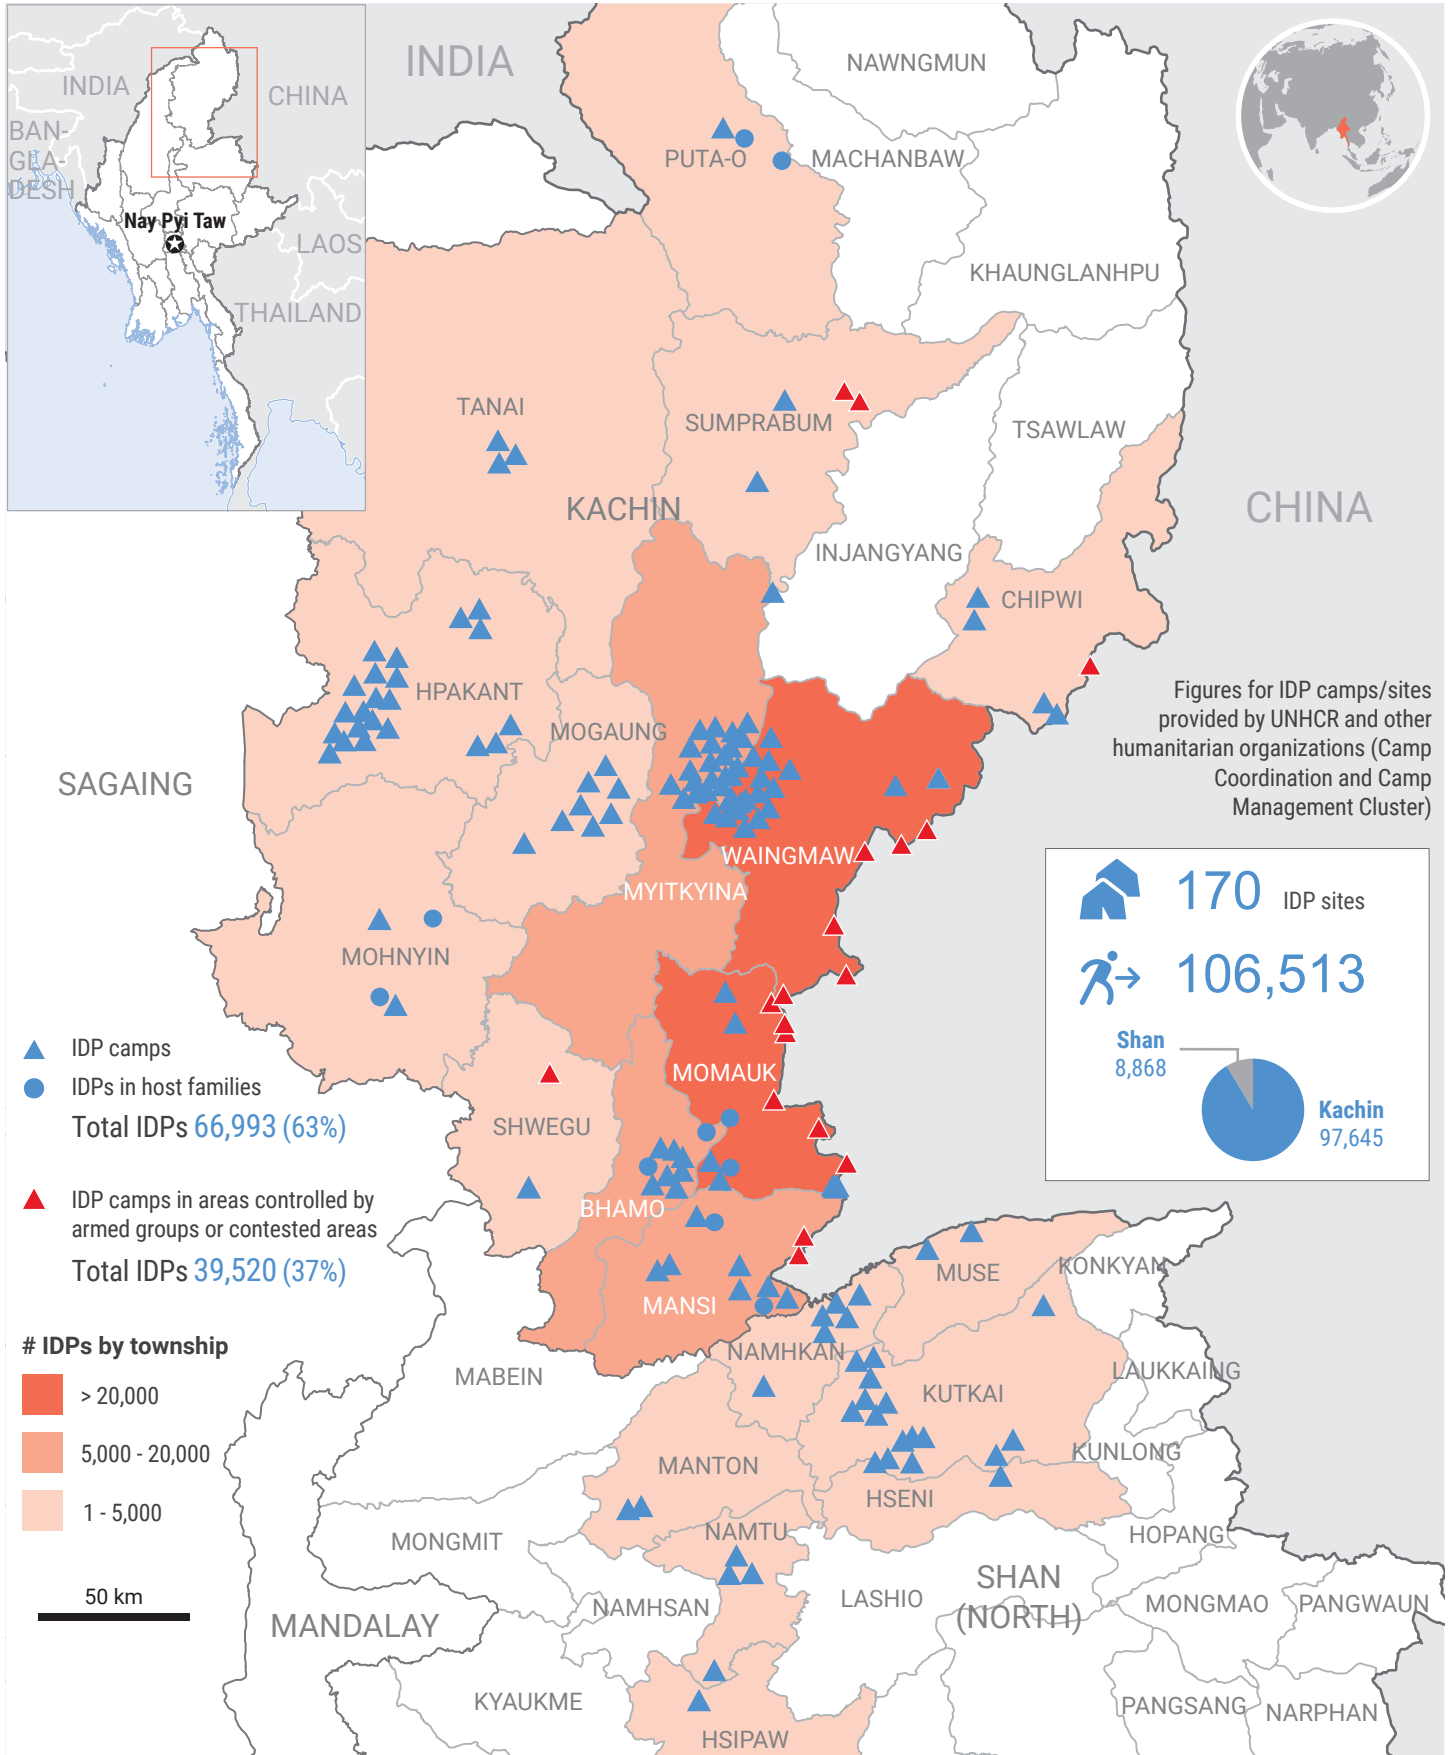 INDIA
CHINA
BAN-
GLA-
DESH
Nay Pyi Taw
LAOS
THAILAND
INDIA
NAWNGMUN
PUTA-O
MACHANBAW
KHAUNGLANHPU
TANAI
SUMPRABUM
TSAWLAW
KACHIN
CHINA
INJANGYANG
CHIPWI
HPAKANT
MOGAUNG
SAGAING
WAINGMAW
MYITKYINA
MOHNYIN
MOMAUK
SHWEGU
BHAMO
MANSI
MUSE
KONKYAN
NAMHKAN
MABEIN
LAUKKAING
KUTKAI
KUNLONG
MANTON
HSENI
NAMTU
HOPANG
MONGMIT
SHAN
(NORTH)
LASHIO
NAMHSAN
MONGMAO
PANGWAUN
MANDALAY
KYAUKME
PANGSANG
NARPHAN
HSIPAW
Figures for IDP camps/sites
provided by UNHCR and other
humanitarian organizations (Camp
Coordination and Camp
Management Cluster)
170 IDP sites
106,513
Shan
8,868
Kachin
97,645
IDP camps
IDPs in host families
Total IDPs 66,993 (63%)
IDP camps in areas controlled by
armed groups or contested areas
Total IDPs 39,520 (37%)
# IDPs by township
> 20,000
5,000 - 20,000
1 - 5,000
50 km